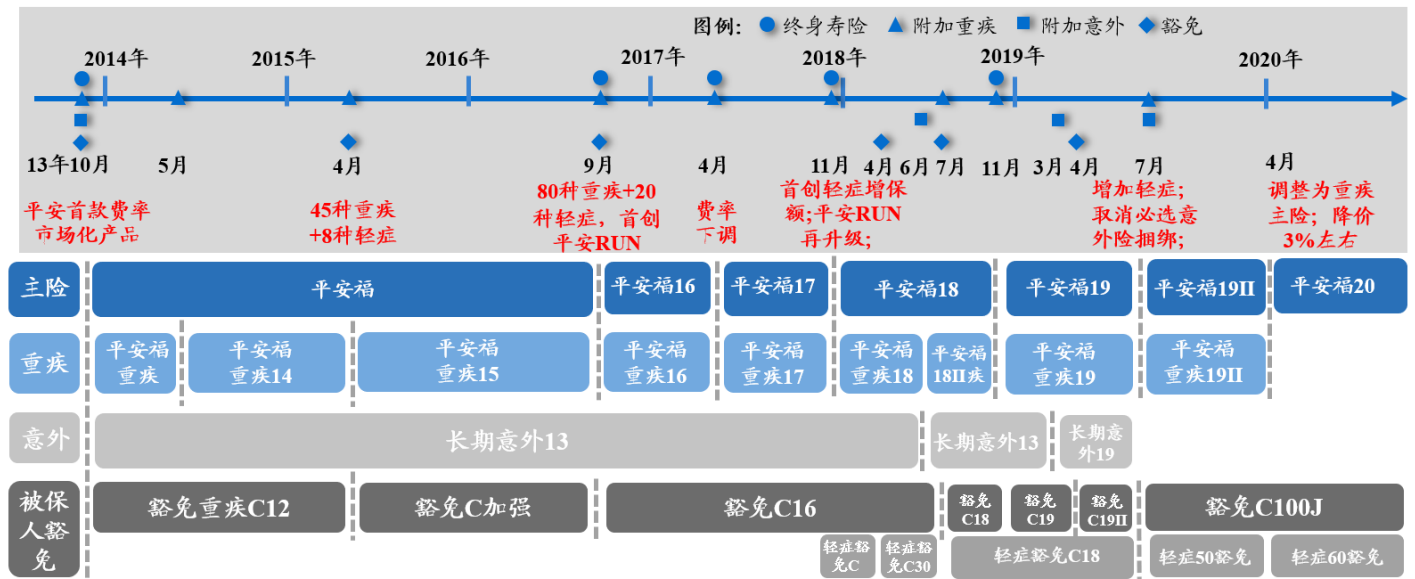 图例：
终身寿险
附加重疾
附加意外
豁免
2014年
2015年
2016年
2017年
2018年
2019年
2020年
13年10月
5月
4月
9月
4月
11月
4月
6月
7月
11月
3月
4月
7月
4月
平安首款费率
市场化产品
45种重疾
+8种轻症
80种重疾+20
种轻症，首创
平安RUN
费率
下调
首创轻症增保
额;平安RUN
再升级;
增加轻症;
取消必选意
外险捆绑;
调整为重疾
主险；降价
3%左右
主险
平安福
平安福16
平安福17
平安福18
平安福19
平安福19II
平安福20
重疾
平安福
重疾
平安福
重疾14
平安福
重疾15
平安福
重疾16
平安福
重疾17
平安福
重疾18
平安福
18II疾
平安福
重疾19
平安福
重疾19II
意外
长期意外13
长期意外13
长期意
外19
被保
人豁
免
豁免重疾C12
豁免C加强
豁免C16
豁免
C18
豁免
C19
豁免
C19II
豁免C100J
轻症豁
免C
轻症豁
免C30
轻症豁免C18
轻症50豁免
轻症60豁免